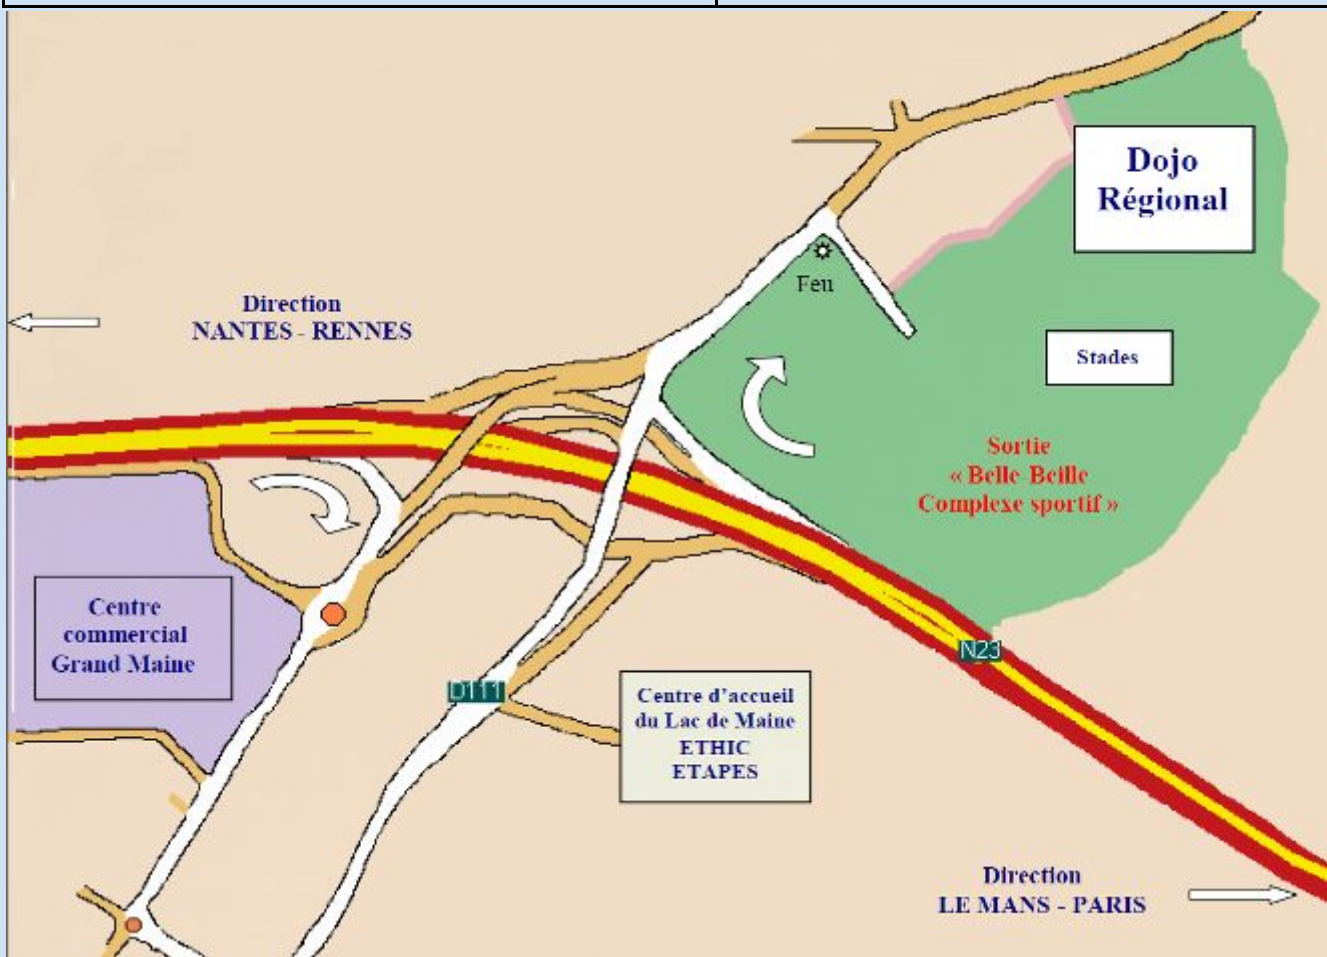 Dojo
Régional
Feu
Direction
NANTES - RENNES
Stades
Sortie
« Belle Beille
Complexe sportif »
Centre
commercial
Grand Maine
N23
D111
Centre d'accueil
du Lac de Maine
ETHIC
ETAPES
Direction
LE MANS - PARIS